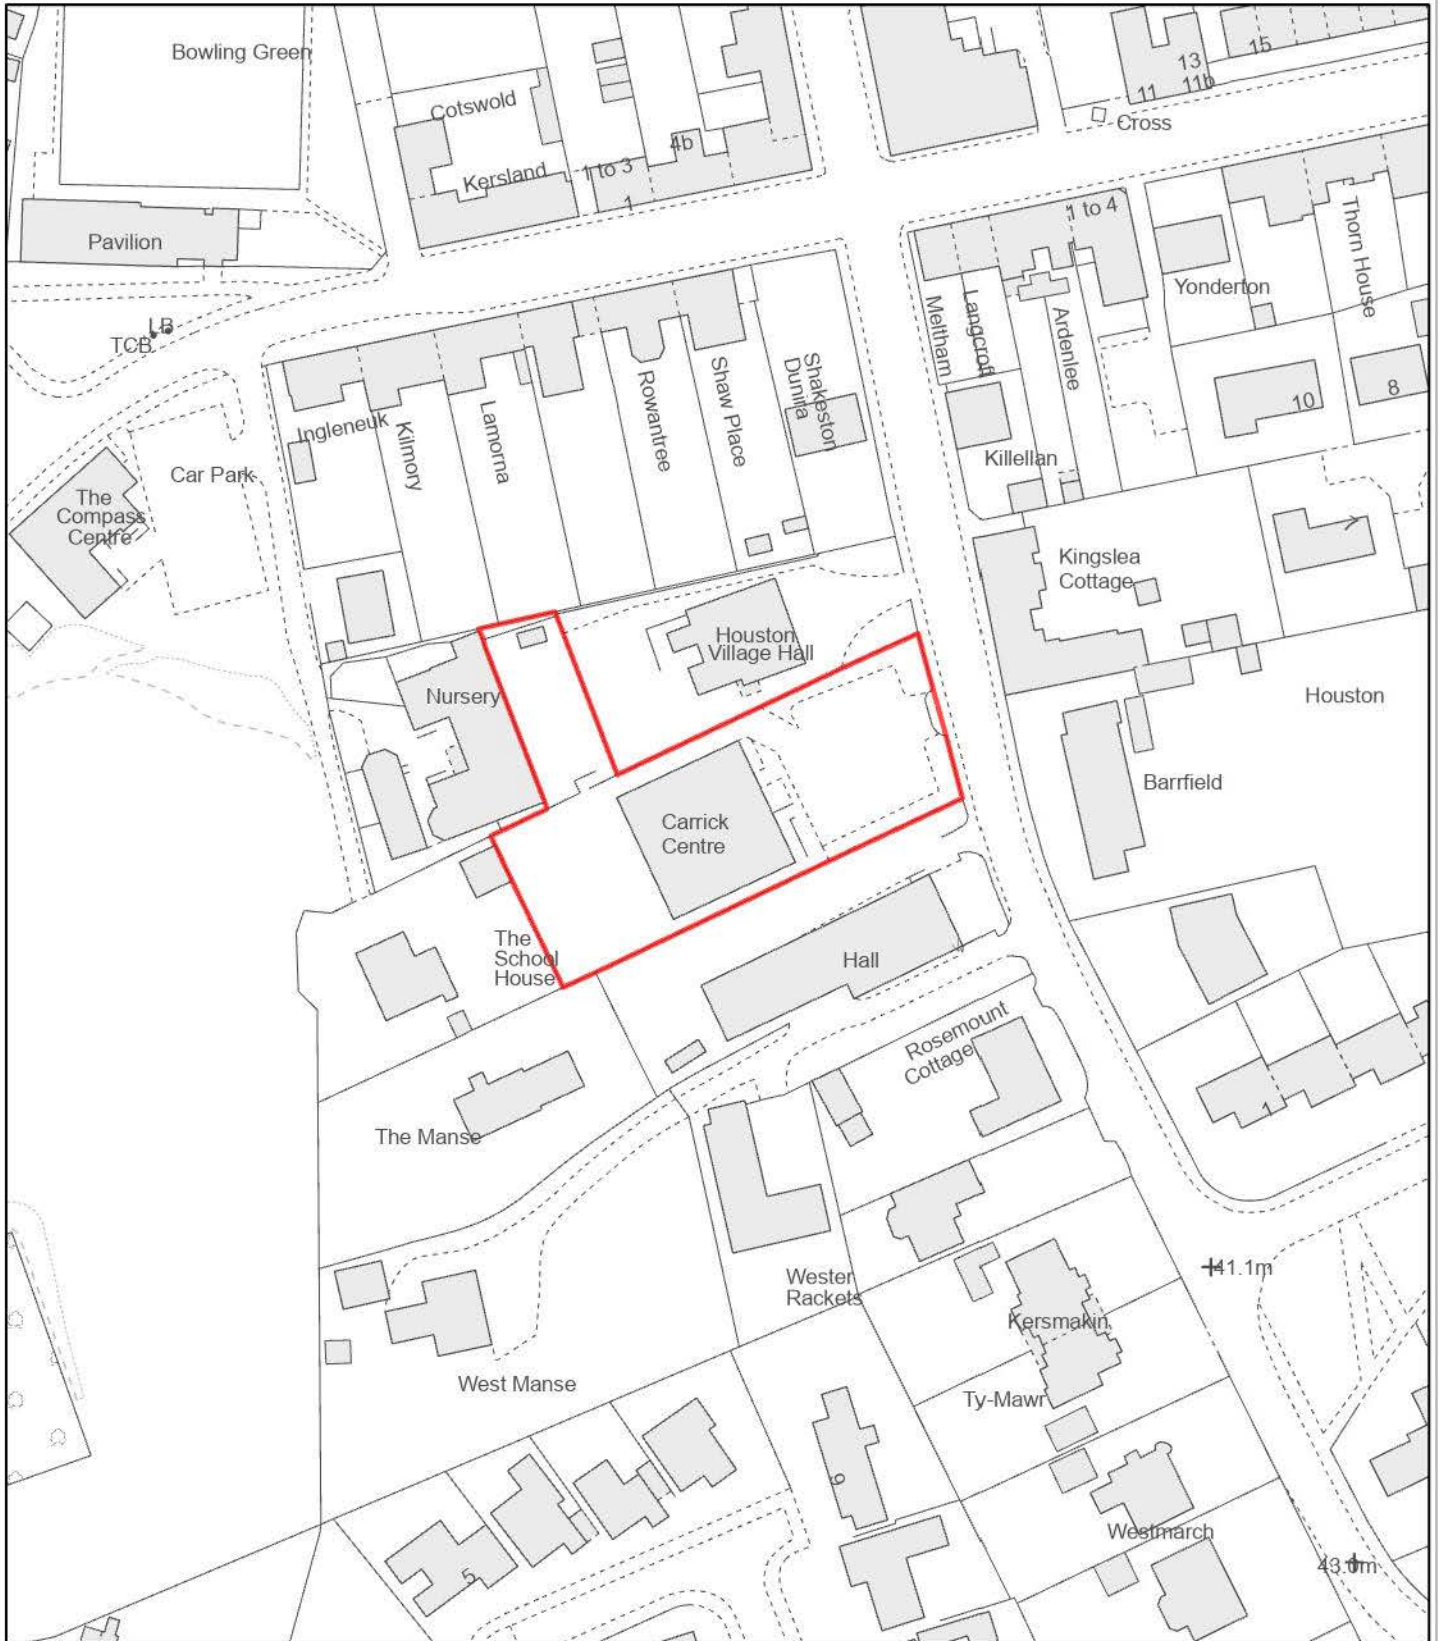 Bowling Green
Cotswold
Kersland
1 to 3
4b
1
13
15
11
11b
Cross
Pavilion
1 to 4
Thorn House
Yonderton
LB
TCB
Meltham
Langcroft
Ardenlee
Ingleneuk
Kilmory
Lamorna
Rowantree
Shaw Place
Shakeston
Dunira
10
8
Killellan
Car Park
The
Compass
Centre
Kingslea
Cottage
7
Houston
Village Hall
Nursery
Houston
Barrfield
Carrick
Centre
The
School
House
Hall
Rosemount
Cottage
The Manse
1
41.1m
Wester
Rackets
Kersmakin
West Manse
Ty-Mawr
9
5
Westmarch